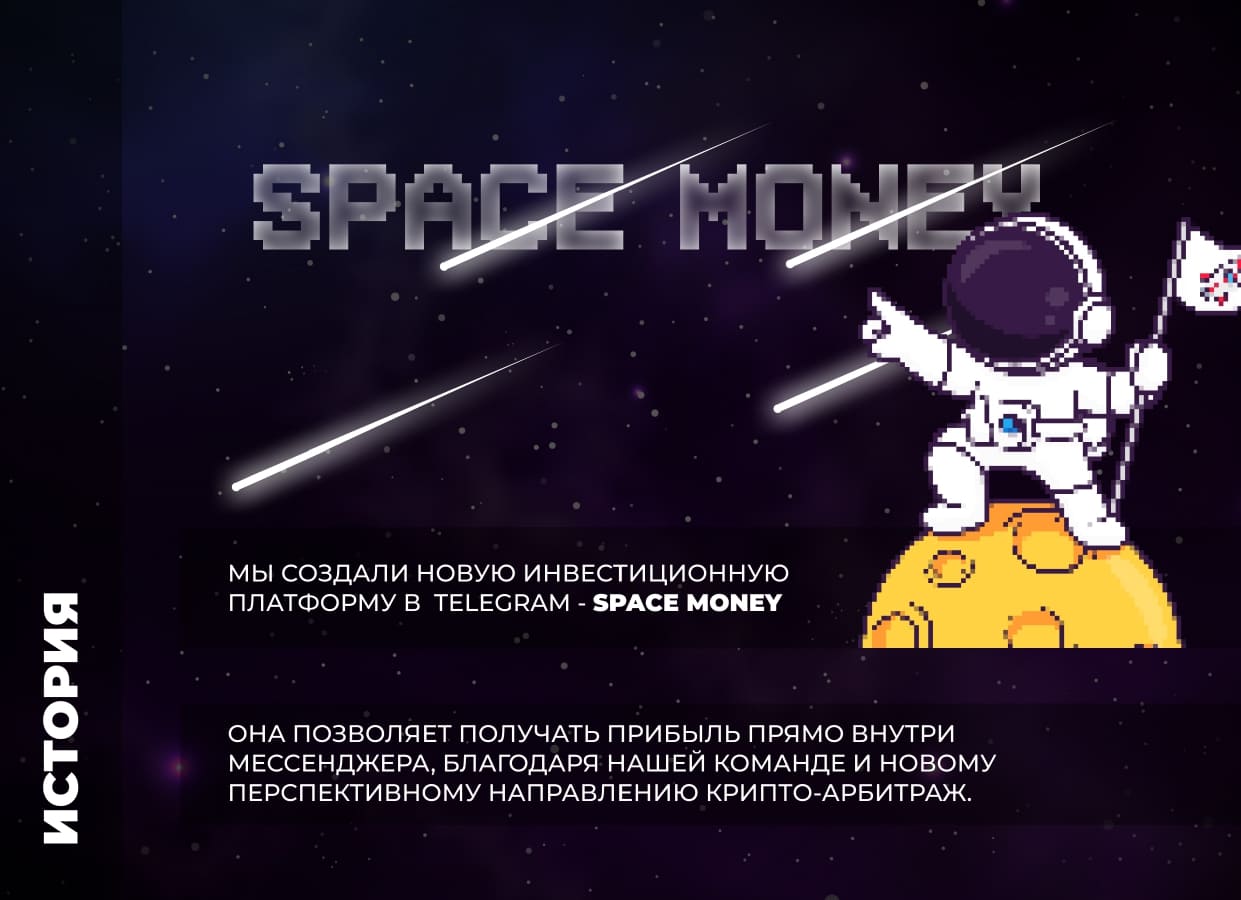 SPACE MONEY
МЫ СОЗДАЛИ НОВУЮ ИНВЕСТИЦИОННУЮ
ПЛАТФОРМУ В TELEGRAM - SPACE MONEY
ОНА ПОЗВОЛЯЕТ ПОЛУЧАТЬ ПРИБЫЛЬ ПРЯМО ВНУТРИ
МЕССЕНДЖЕРА, БЛАГОДАРЯ НАШЕЙ КОМАНДЕ И НОВОМУ
ПЕРСПЕКТИВНОМУ НАПРАВЛЕНИЮ КРИПТО-АРБИТРАЖ.
ИСТОРИЯ